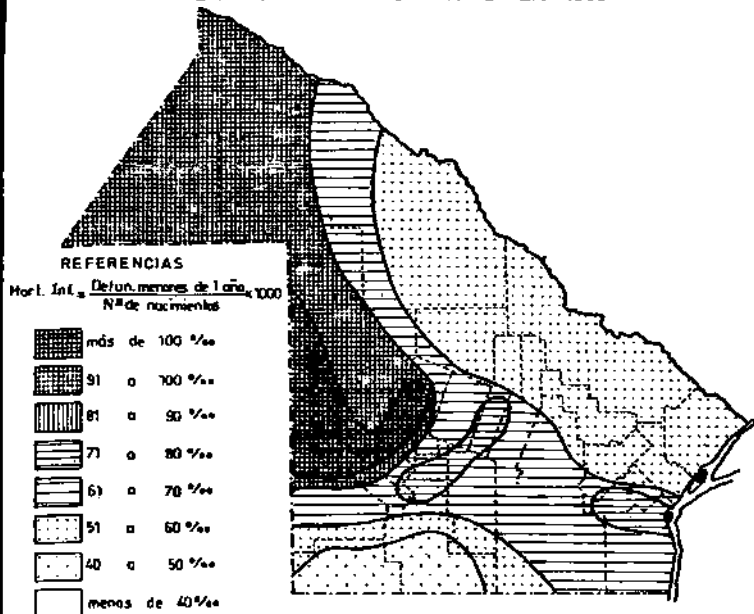 REFERENCIAS
Mort. Inf. = Defun. menores de 1 año x 1000
Nº de nacimientos
más de 100 ‰
91 a 100 ‰
81 a 90 ‰
71 a 80 ‰
61 a 70 ‰
51 a 60 ‰
40 a 50 ‰
menos de 40 ‰